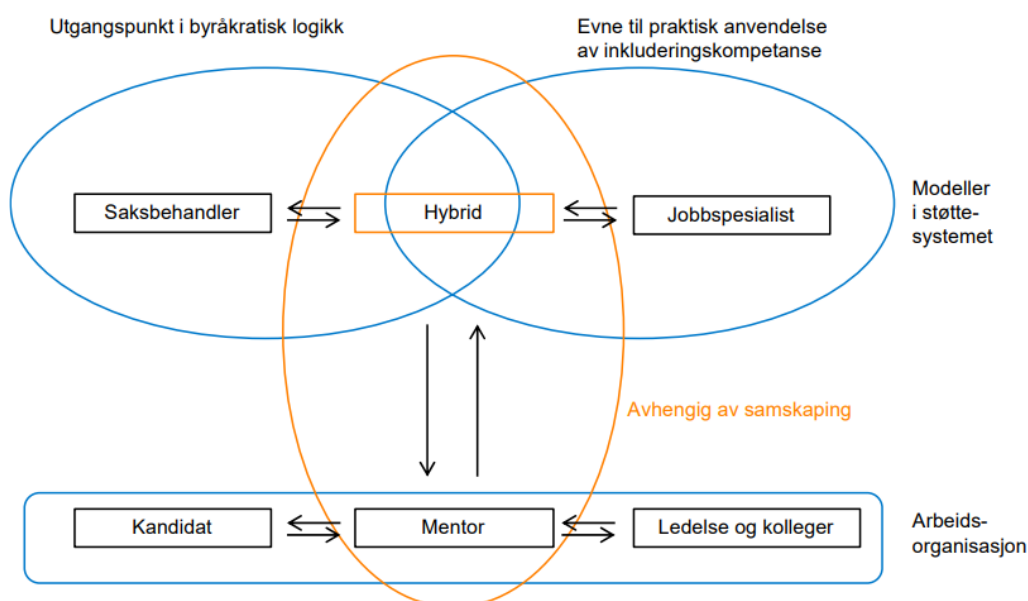 Utgangspunkt i byråkratisk logikk
Evne til praktisk anvendelse
av inkluderingskompetanse
Saksbehandler
Hybrid
Jobbspesialist
Modeller
i støtte-
systemet
Avhengig av samskaping
Kandidat
Mentor
Ledelse og kolleger
Arbeids-
organisasjon